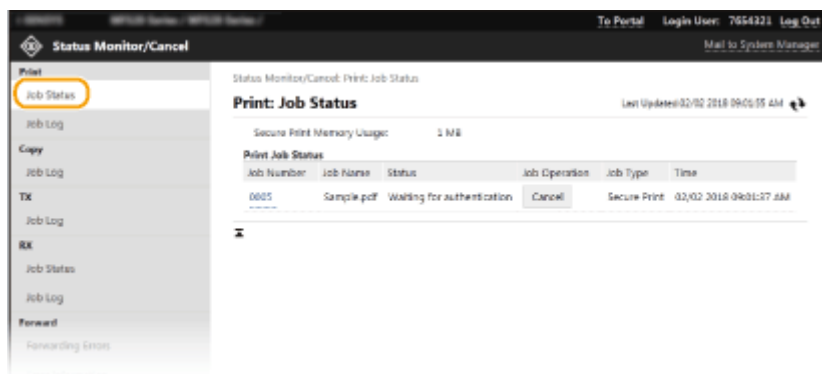 To Portal Login User: 7654321 Log Out
Status Monitor/Cancel
Mail to System Manager
Print
Job Status
Job Log
Copy
Job Log
TX
Job Log
RX
Job Status
Job Log
Forward
Forwarding Errors
Status Monitor/Cancel: Print: Job Status
Print: Job Status
Last Updated:02/02 2018 09:01:55 AM
Secure Print Memory Usage: 1 MB
Print Job Status
Job Number Job Name Status Job Operation Job Type Time
0005 Sample.pdf Waiting for authentication Cancel Secure Print 02/02 2018 09:01:37 AM